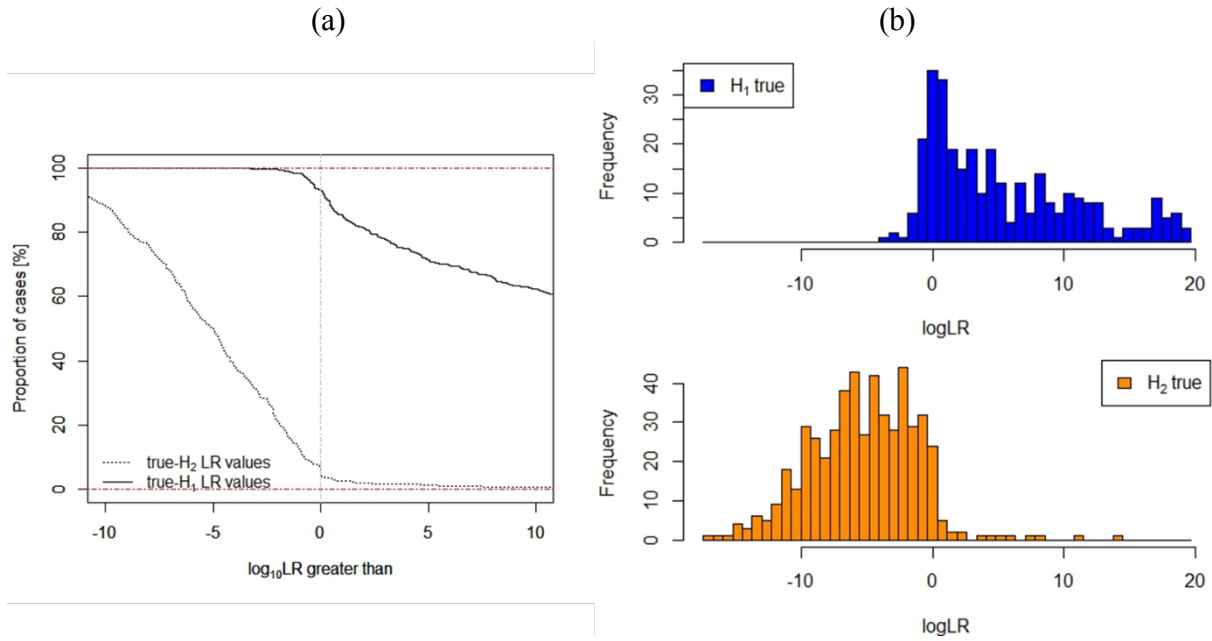 (a)
(b)
Proportion of cases [%]
100
80
60
40
20
0
true-H₂ LR values
true-H₁ LR values
-10
-5
0
5
10
log₁₀LR greater than
H₁ true
Frequency
30
20
10
0
-10
0
10
20
logLR
H₂ true
Frequency
40
30
20
10
0
-10
0
10
20
logLR